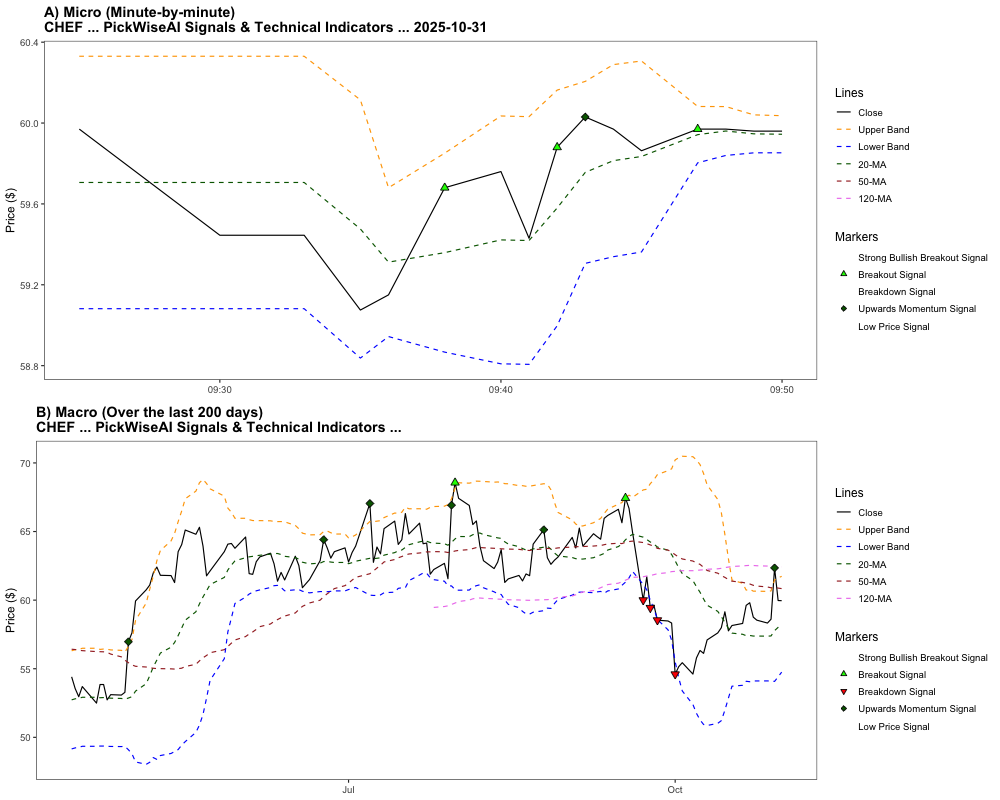 A) Micro (Minute-by-minute)
CHEF ... PickWiseAI Signals & Technical Indicators ... 2025-10-31
60.4
60.0
59.6
59.2
58.8
Price ($)
09:30
09:40
09:50
Lines
Close
Upper Band
Lower Band
20-MA
50-MA
120-MA
Markers
Strong Bullish Breakout Signal
Breakout Signal
Breakdown Signal
Upwards Momentum Signal
Low Price Signal
B) Macro (Over the last 200 days)
CHEF ... PickWiseAI Signals & Technical Indicators ...
70
65
60
55
50
Price ($)
Jul
Oct
Lines
Close
Upper Band
Lower Band
20-MA
50-MA
120-MA
Markers
Strong Bullish Breakout Signal
Breakout Signal
Breakdown Signal
Upwards Momentum Signal
Low Price Signal